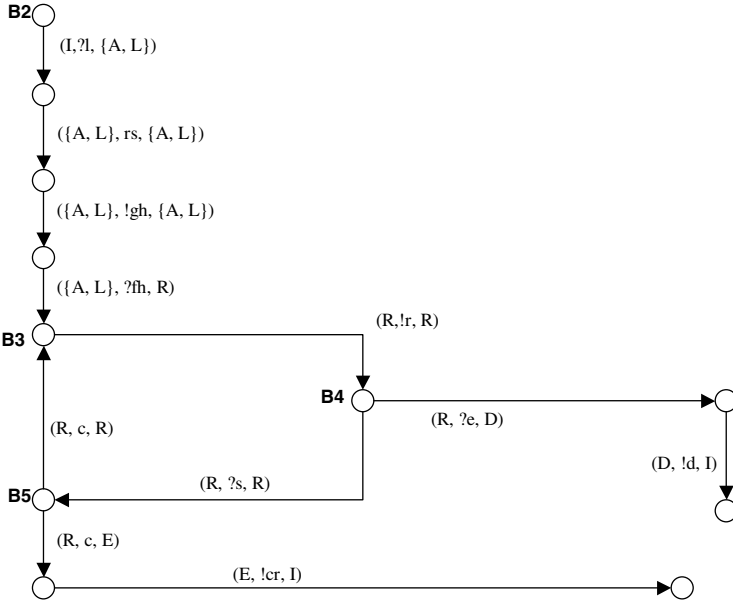 B2
(I,?l, {A, L})
({A, L}, rs, {A, L})
({A, L}, !gh, {A, L})
({A, L}, ?fh, R)
(R,!r, R)
B3
B4
(R, ?e, D)
(R, c, R)
(D, !d, I)
(R, ?s, R)
B5
(R, c, E)
(E, !cr, I)